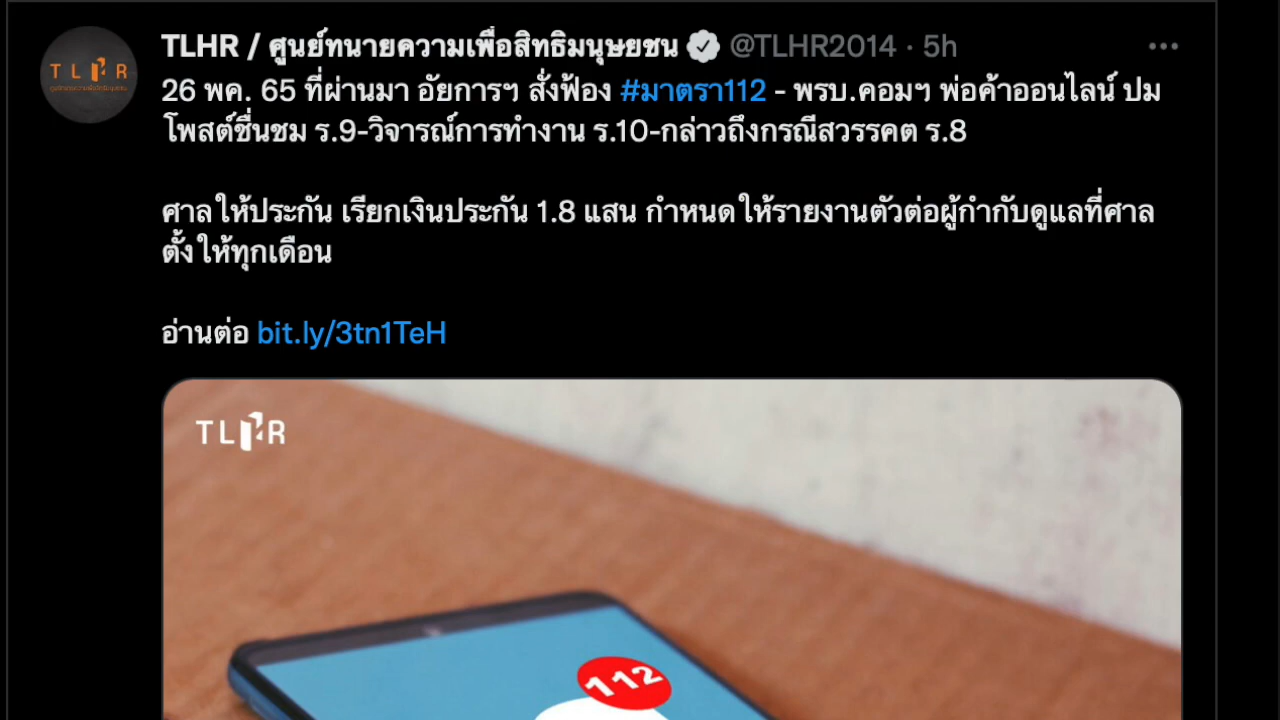 TLHR
TLHR / ศูนย์ทนายความเพื่อสิทธิมนุษยชน @TLHR2014 · 5h
26 พค. 65 ที่ผ่านมา อัยการฯ สั่งฟ้อง #มาตรา112 - พรบ.คอมฯ พ่อค้าออนไลน์ ปม
โพสต์ชื่นชม ร.9-วิจารณ์การทำงาน ร.10-กล่าวถึงกรณีสวรรคต ร.8
ศาลให้ประกัน เรียกเงินประกัน 1.8 แสน กำหนดให้รายงานตัวต่อผู้กำกับดูแลที่ศาล
ตั้งให้ทุกเดือน
อ่านต่อ bit.ly/3tn1TeH
TLHR
112